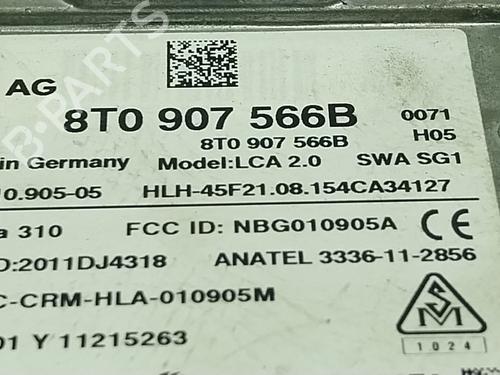 AG
8T0 907 566B 0071
8T0 907 566B H05
in Germany Model:LCA 2.0 SWA SG1
0.905-05 HLH-45F21.08.154CA34127
a 310 FCC ID: NBG010905A CE
D:2011DJ4318 ANATEL 3336-11-2856
C-CRM-HLA-010905M
01 Y 11215263
S
M
1024
B-PARTS